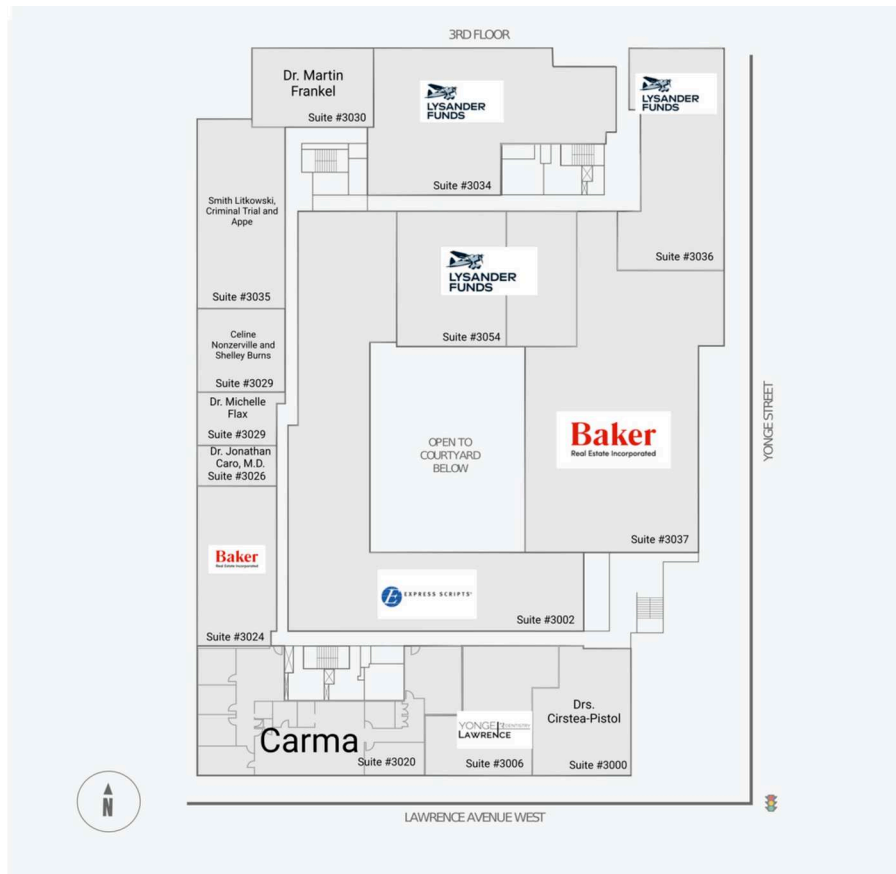 3RD FLOOR
Dr. Martin
Frankel
Suite #3030
LYSANDER
FUNDS
Suite #3034
LYSANDER
FUNDS
Suite #3036
Smith Litkowski,
Criminal Trial and
Appe
Suite #3035
LYSANDER
FUNDS
Suite #3054
Celine
Nonzerville and
Shelley Burns
Suite #3029
Dr. Michelle
Flax
Suite #3029
Dr. Jonathan
Caro, M.D.
Suite #3026
OPEN TO
COURTYARD
BELOW
Baker
Real Estate Incorporated
Suite #3037
YONGE STREET
Baker
Real Estate Incorporated
Suite #3024
E EXPRESS SCRIPTS®
Suite #3002
Carma
Suite #3020
YONGE
LAWRENCE
Suite #3006
Drs.
Cirstea-Pistol
Suite #3000
N
LAWRENCE AVENUE WEST